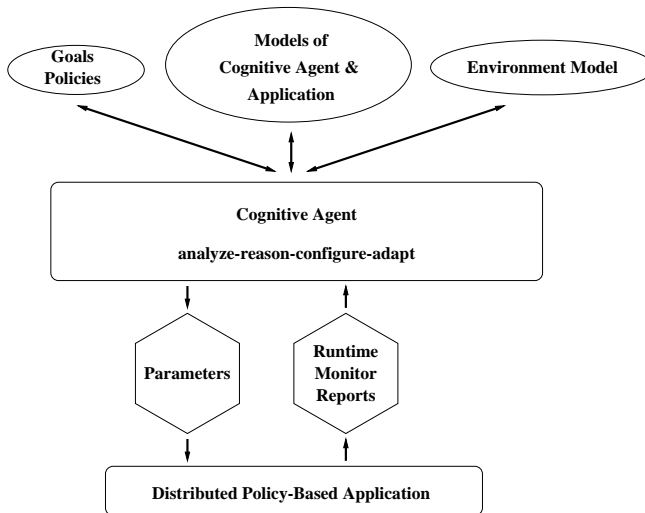 Goals
Policies
Models of
Cognitive Agent &
Application
Environment Model
Cognitive Agent
analyze-reason-configure-adapt
Parameters
Runtime
Monitor
Reports
Distributed Policy-Based Application